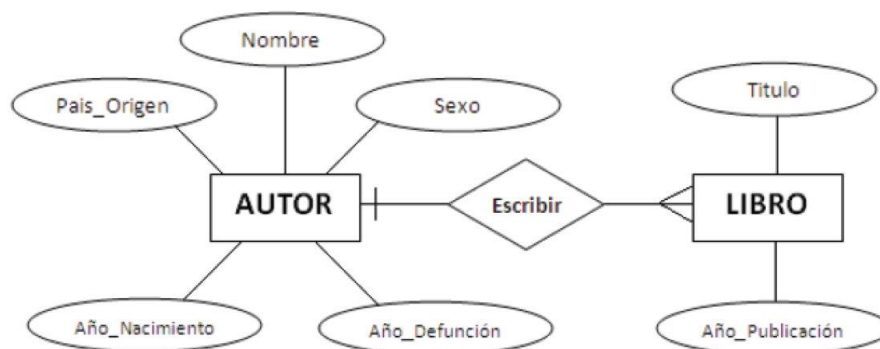 Nombre
Pais_Origen
Sexo
Titulo
AUTOR
Escribir
LIBRO
Año_Nacimiento
Año_Defunción
Año_Publicación